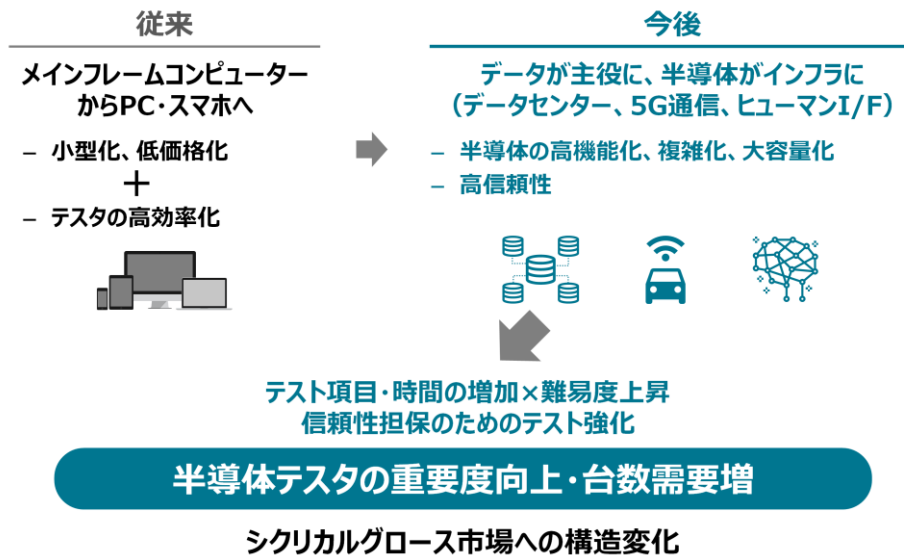 従来
メインフレームコンピューター
からPC・スマホへ
– 小型化、低価格化
＋
– テスタの高効率化
今後
データが主役に、半導体がインフラに
（データセンター、5G通信、ヒューマンI/F）
– 半導体の高機能化、複雑化、大容量化
– 高信頼性
テスト項目・時間の増加×難易度上昇
信頼性担保のためのテスト強化
半導体テスタの重要度向上・台数需要増
シクリカルグロース市場への構造変化